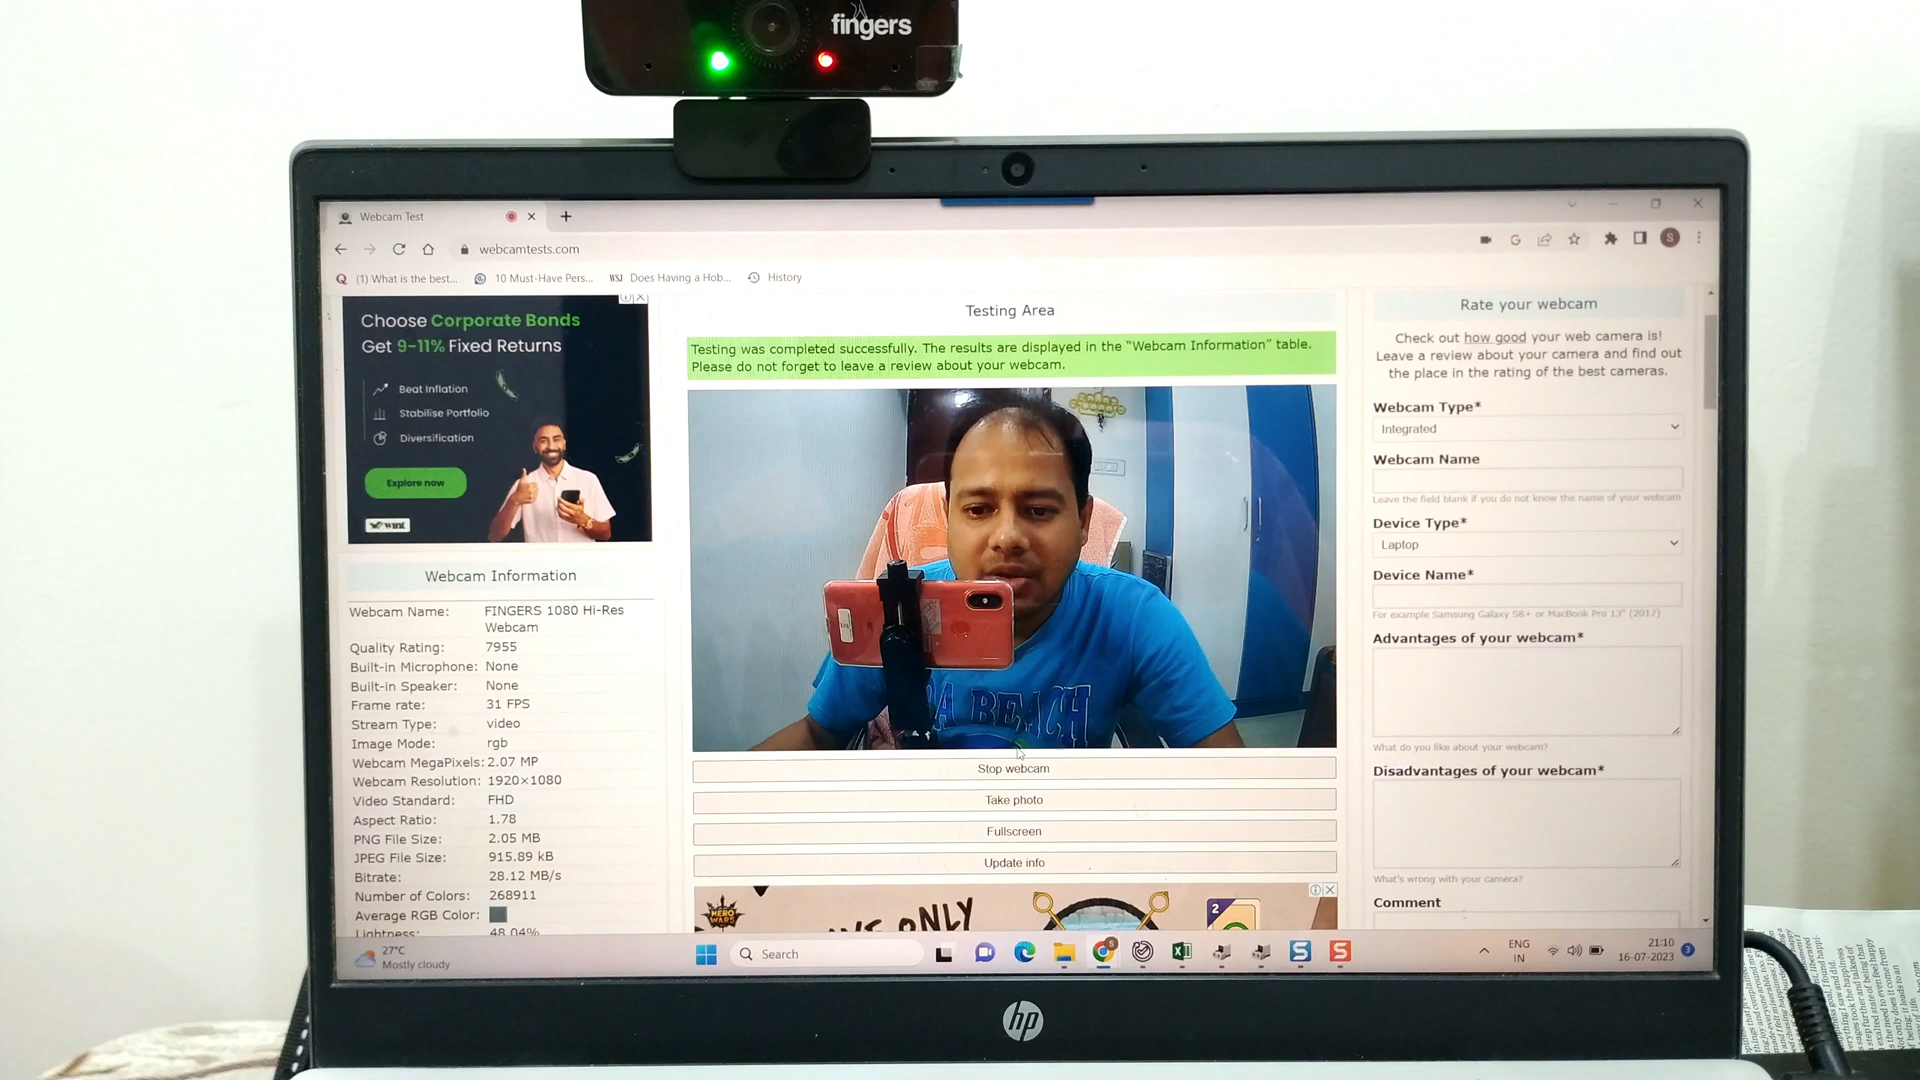 fingers
Webcam Test
webcamtests.com
(1) What is the best...
10 Must-Have Pers...
WSJ Does Having a Hob...
History
Choose Corporate Bonds
Get 9-11% Fixed Returns
Beat Inflation
Stabilise Portfolio
Diversification
Explore now
wint
Webcam Information
Webcam Name: FINGERS 1080 Hi-Res
Webcam
Quality Rating: 7955
Built-in Microphone: None
Built-in Speaker: None
Frame rate: 31 FPS
Stream Type: video
Image Mode: rgb
Webcam MegaPixels: 2.07 MP
Webcam Resolution: 1920×1080
Video Standard: FHD
Aspect Ratio: 1.78
PNG File Size: 2.05 MB
JPEG File Size: 915.89 kB
Bitrate: 28.12 MB/s
Number of Colors: 268911
Average RGB Color:
Lightness: 48.04%
Testing Area
Testing was completed successfully. The results are displayed in the “Webcam Information” table.
Please do not forget to leave a review about your webcam.
BEACH
Stop webcam
Take photo
Fullscreen
Update info
HERO
WARS
ONLY
2
Rate your webcam
Check out how good your web camera is!
Leave a review about your camera and find out
the place in the rating of the best cameras.
Webcam Type*
Integrated
Webcam Name
Leave the field blank if you do not know the name of your webcam
Device Type*
Laptop
Device Name*
For example Samsung Galaxy S8+ or MacBook Pro 13" (2017)
Advantages of your webcam*
What do you like about your webcam?
Disadvantages of your webcam*
What's wrong with your camera?
Comment
27°C
Mostly cloudy
Search
ENG
IN
21:10
16-07-2023
3
hp